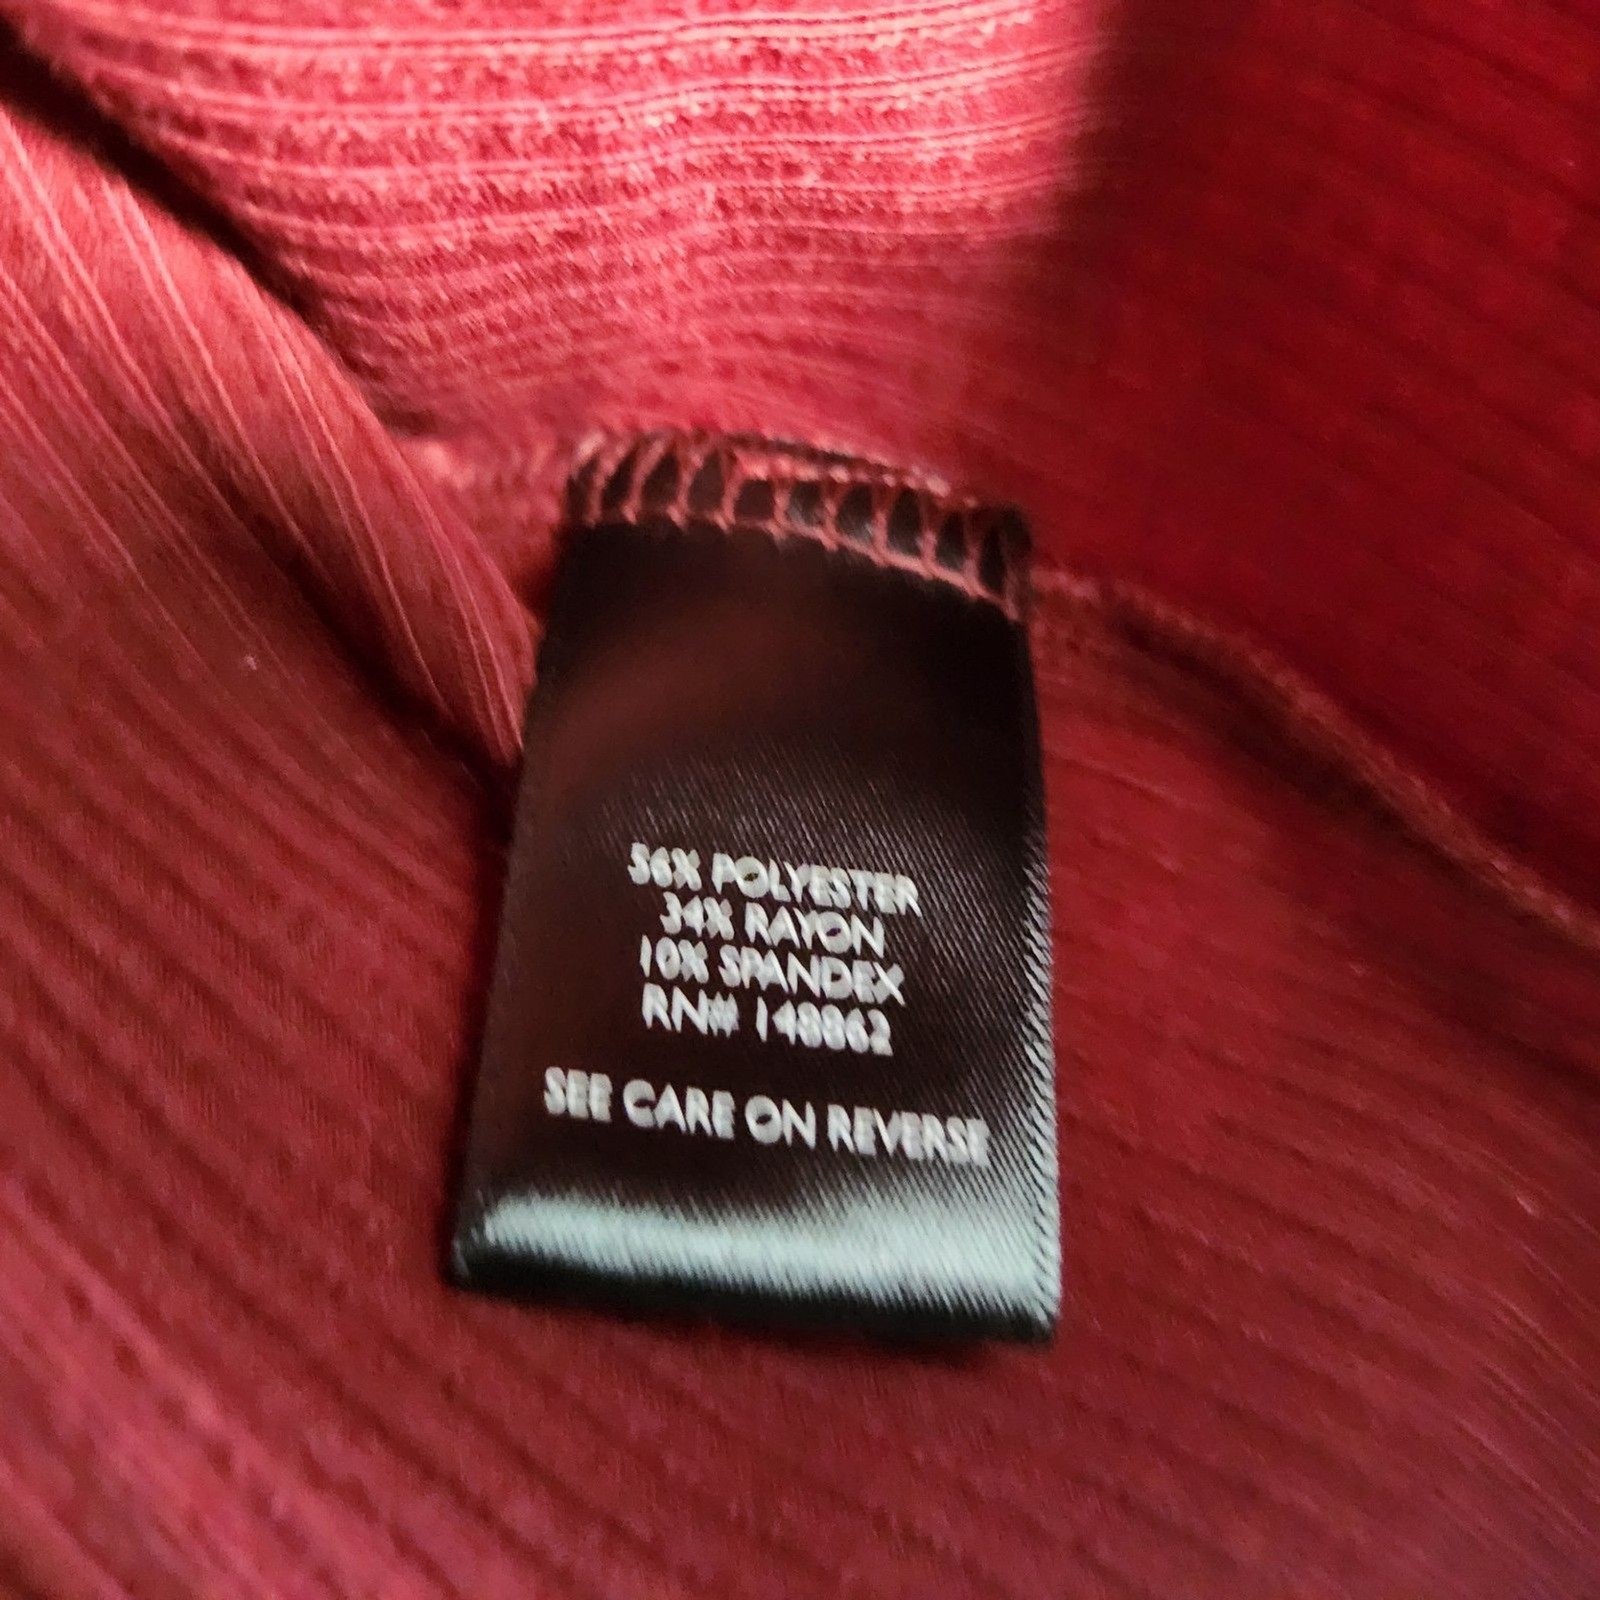 56% POLYESTER
34% RAYON
10% SPANDEX
RN# 148862
SEE CARE ON REVERSE